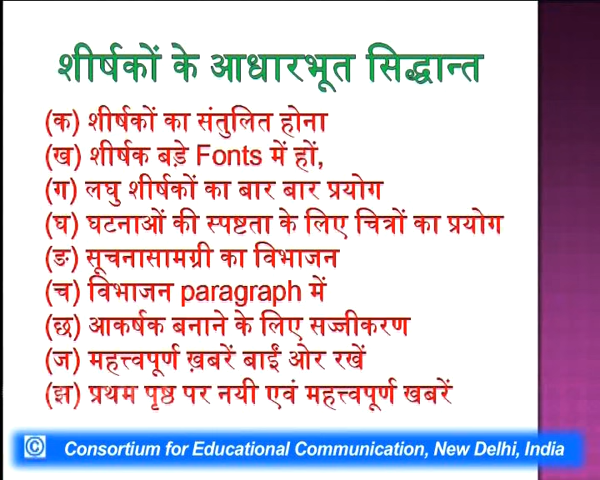 शीर्षकों के आधारभूत सिद्धान्त
(क) शीर्षकों का संतुलित होना
(ख) शीर्षक बड़े Fonts में हों,
(ग) लघु शीर्षकों का बार बार प्रयोग
(घ) घटनाओं की स्पष्टता के लिए चित्रों का प्रयोग
(ङ) सूचनासामग्री का विभाजन
(च) विभाजन paragraph में
(छ) आकर्षक बनाने के लिए सज्जीकरण
(ज) महत्त्वपूर्ण ख़बरें बाईं ओर रखें
(झ) प्रथम पृष्ठ पर नयी एवं महत्त्वपूर्ण खबरें
© Consortium for Educational Communication, New Delhi, India